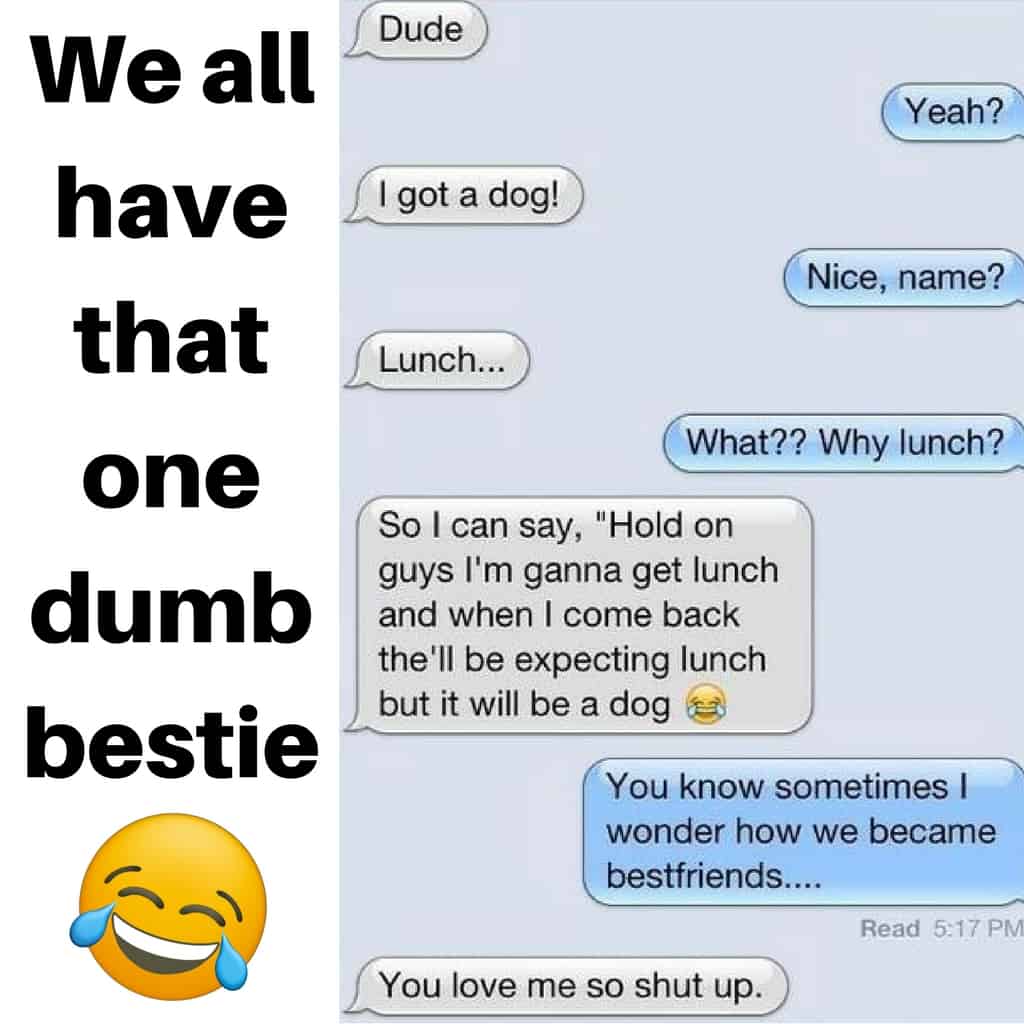 We all
have
that
one
dumb
bestie
Dude
Yeah?
I got a dog!
Nice, name?
Lunch...
What?? Why lunch?
So I can say, "Hold on
guys I'm ganna get lunch
and when I come back
the'll be expecting lunch
but it will be a dog 😂
You know sometimes I
wonder how we became
bestfriends....
Read 5:17 PM
You love me so shut up.